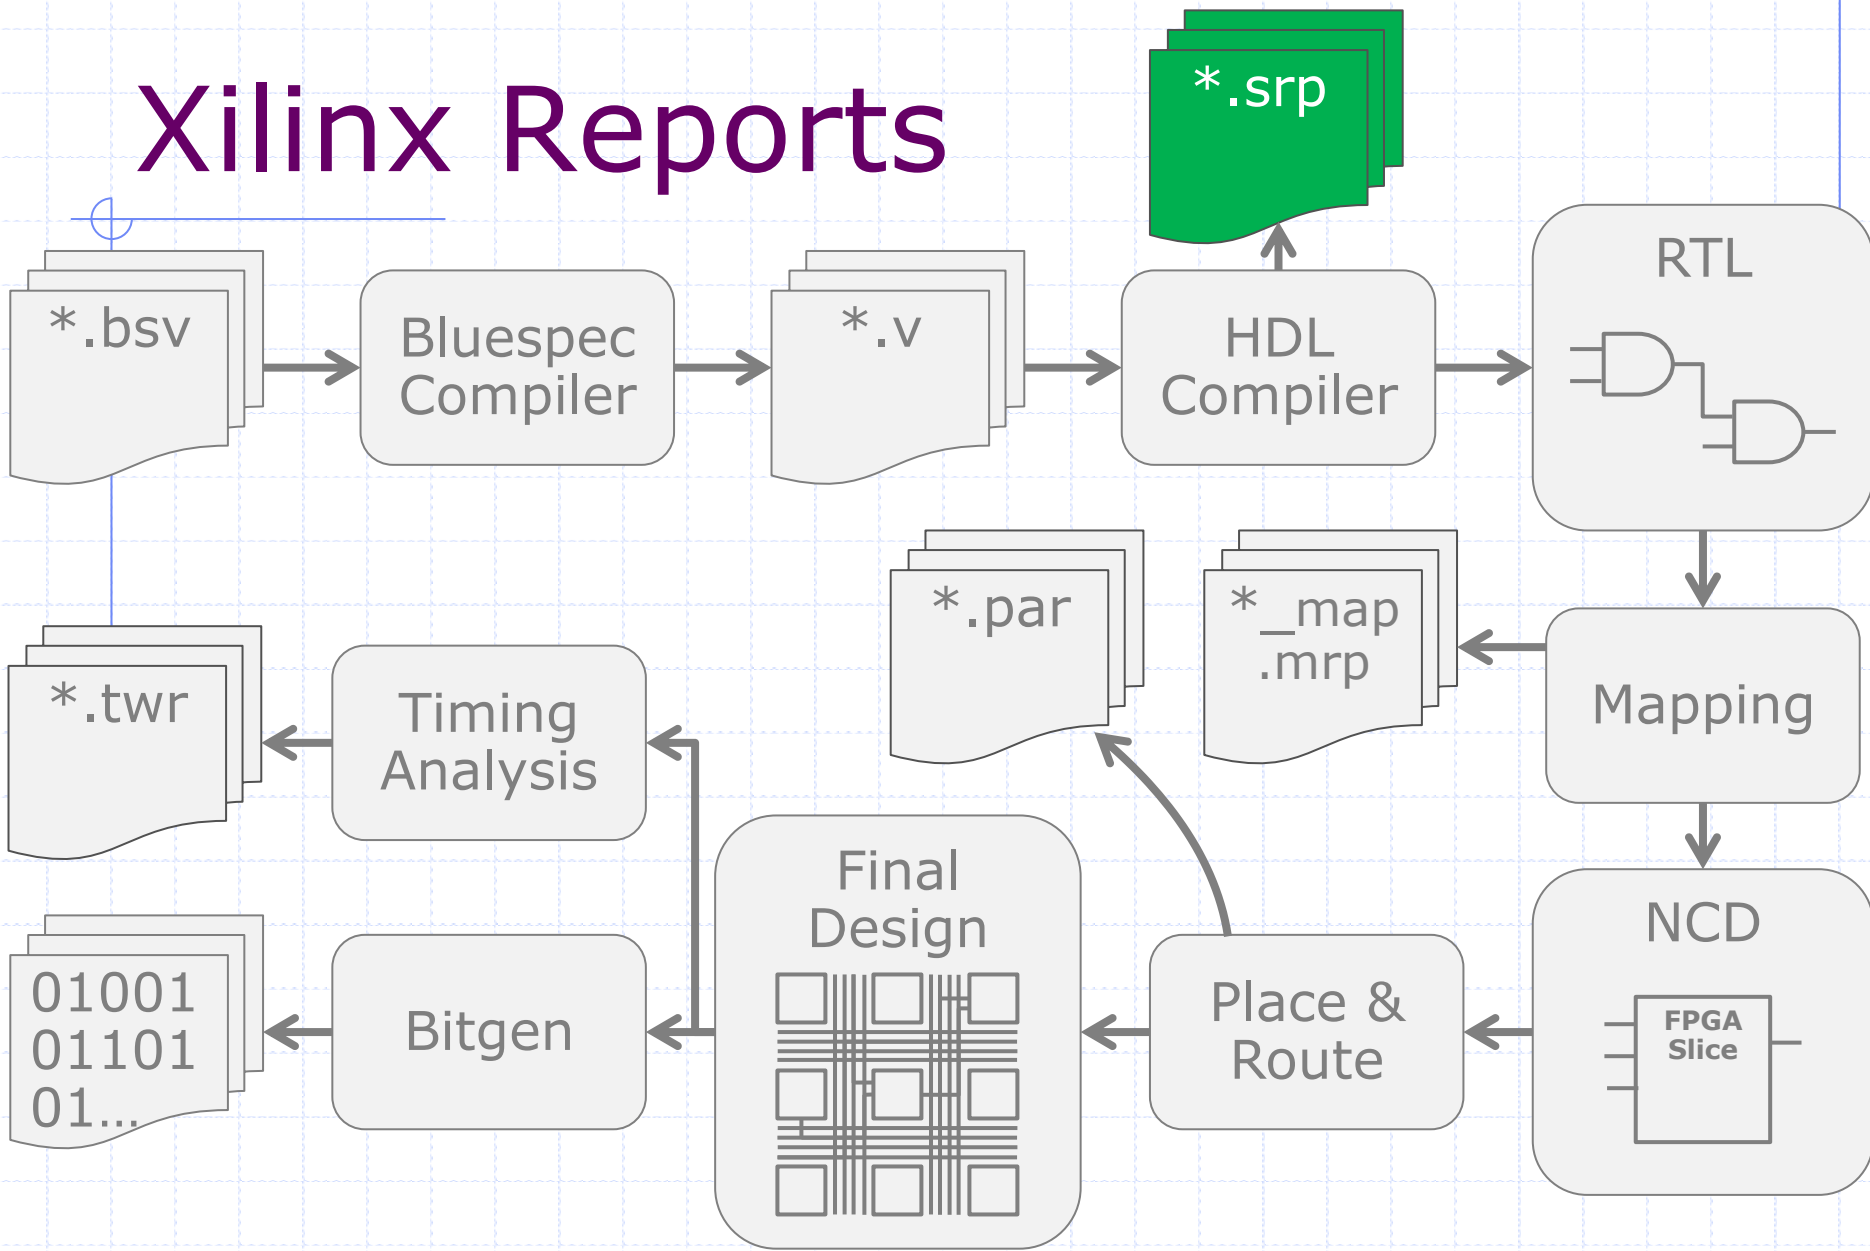 Xilinx Reports
*.srp
*.bsv
Bluespec
Compiler
*.v
HDL
Compiler
RTL
*.twr
Timing
Analysis
*.par
*_map
.mrp
Mapping
01001
01101
01...
Bitgen
Final
Design
Place &
Route
NCD
FPGA
Slice